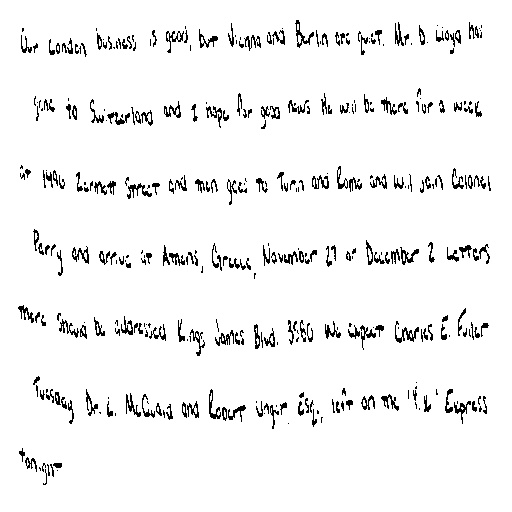 Our London business is good, but Vienna and Berlin are quiet. Mr. D. Lloyd has
gone to Switzerland and I hope for good news. He will be there for a week
at 1496 Zermott Street and then goes to Turin and Rome and will join Colonel
Parry and arrive at Athens, Greece, November 27 or December 2. Letters
there should be addressed Kings James Blvd. 3580. We expect Charles E. Fuller
Tuesday. Dr. L. McQuaid and Robert Unger, Esq., left on the "Y.X" Express
tonight